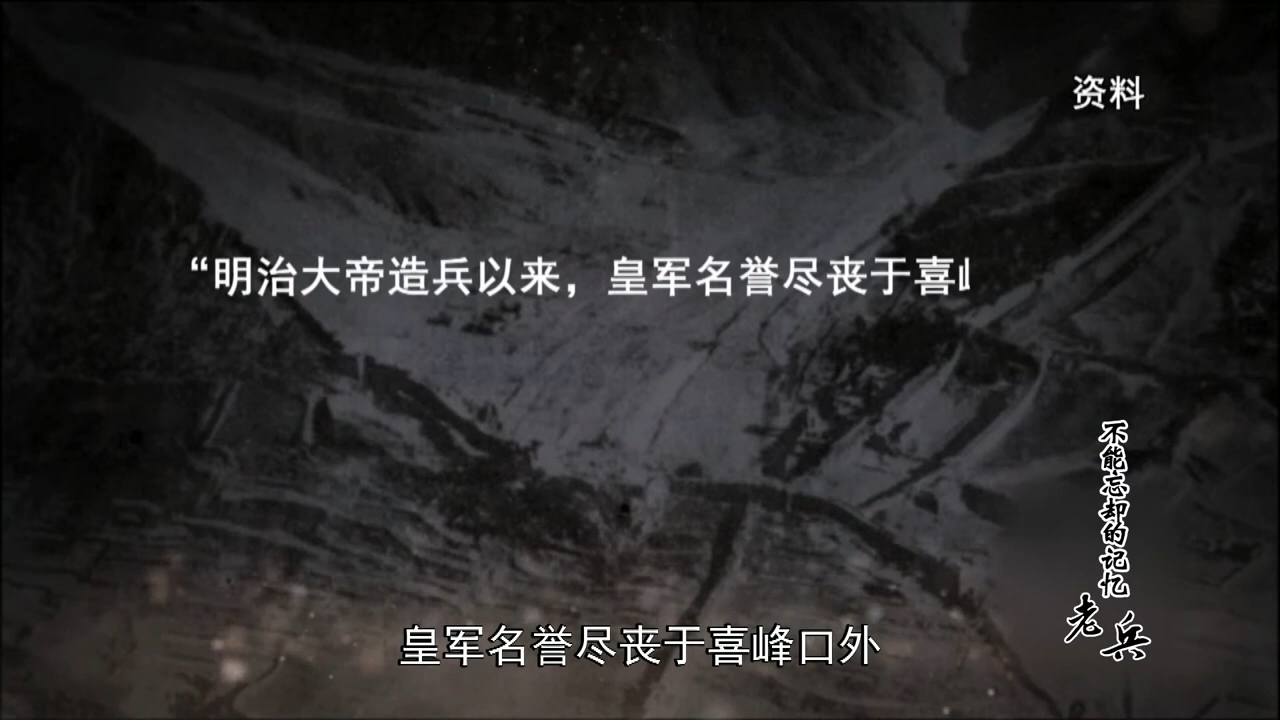 资料
“明治大帝造兵以来，皇军名誉尽丧于喜
不能忘却的记忆
老兵
皇军名誉尽丧于喜峰口外